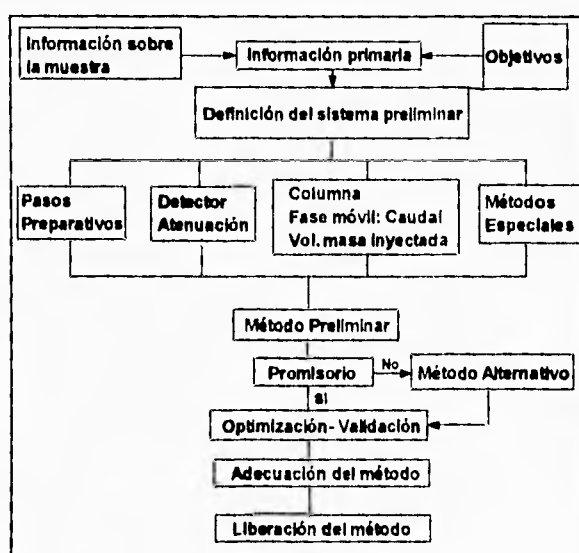 Información sobre
la muestra
Información primaria
Objetivos
Definición del sistema preliminar
Pasos
Preparativos
Detector
Atenuación
Columna
Fase móvil: Caudal
Vol. masa inyectada
Métodos
Especiales
Método Preliminar
Promisorio
No
Método Alternativo
SI
Optimización- Validación
Adecuación del método
Liberación del método